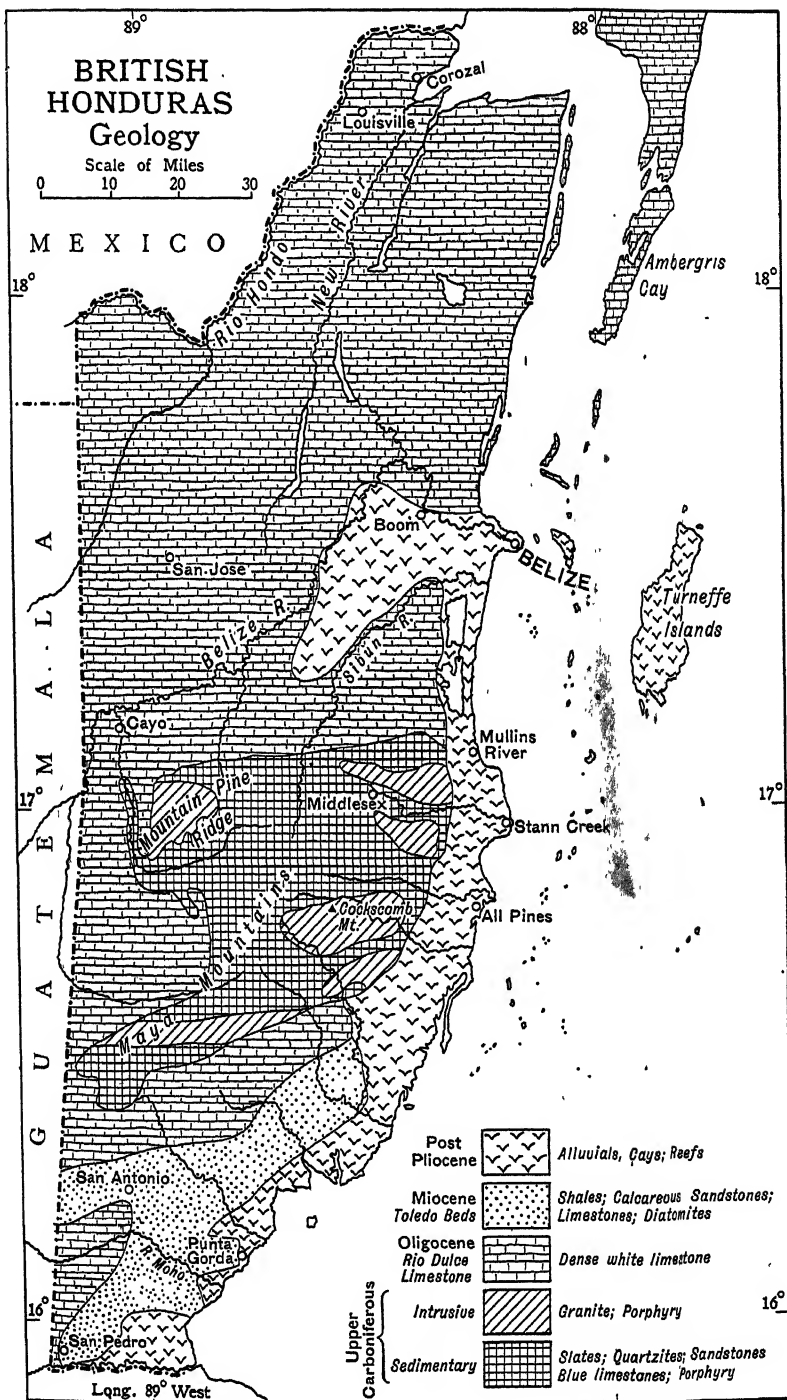 89°
88°
BRITISH
HONDURAS
Geology
Scale of Miles
0 10 20 30
Corozal
Louisville
MEXICO
Rio Hondo
New River
18°
Ambergris
Cay
18°
Boom
BELIZE
San Jose
Turneffe
Islands
Belize R.
Sibun R.
Cayo
Mullins
River
17°
Mountain Pine
Ridge
Middlesex
17°
Stann Creek
Cockscomb
Mt.
All Pines
Maya Mountains
GUATEMALA
San Antonio
Punta
Gorda
R. Moho
16°
San Pedro
16°
Long. 89° West
Post
Pliocene
Alluvials, Cays; Reefs
Miocene
Toledo Beds
Shales; Calcareous Sandstones;
Limestones; Diatomites
Oligocene
Rio Dulce
Limestone
Dense white limestone
Upper
Carboniferous
Intrusive
Granite; Porphyry
Sedimentary
Slates; Quartzites; Sandstones
Blue limestones; Porphyry